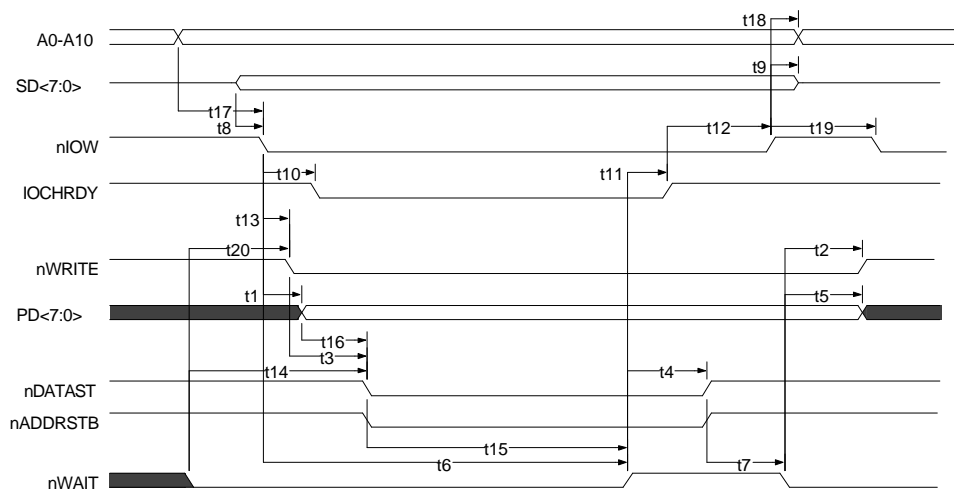 t18
A0-A10
t9
SD<7:0>
t17
t8
t12
t19
nIOW
t10
t11
IOCHRDY
t13
t20
t2
nWRITE
t1
t5
PD<7:0>
t16
t3
t14
t4
nDATAST
nADDRSTB
t15
t6
t7
nWAIT